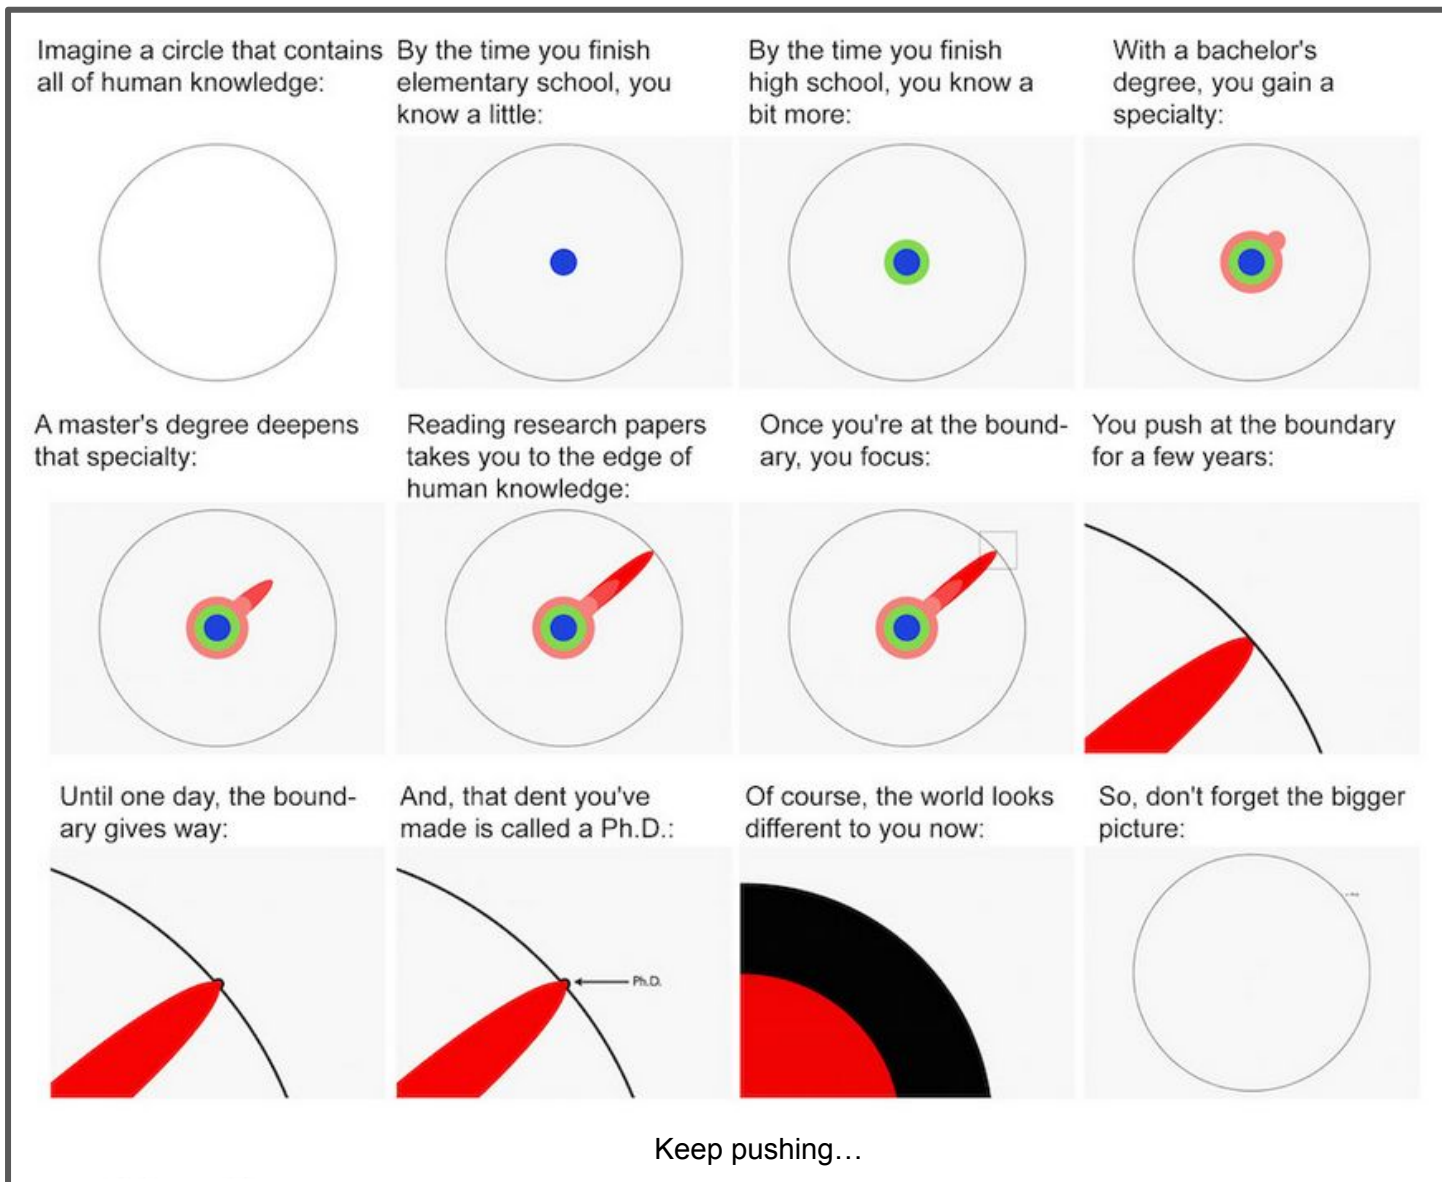 Imagine a circle that contains
all of human knowledge:
By the time you finish
elementary school, you
know a little:
By the time you finish
high school, you know a
bit more:
With a bachelor's
degree, you gain a
specialty:
A master's degree deepens
that specialty:
Reading research papers
takes you to the edge of
human knowledge:
Once you're at the bound-
ary, you focus:
You push at the boundary
for a few years:
Until one day, the bound-
ary gives way:
And, that dent you've
made is called a Ph.D.:
Ph.D.
Of course, the world looks
different to you now:
So, don't forget the bigger
picture:
Keep pushing…